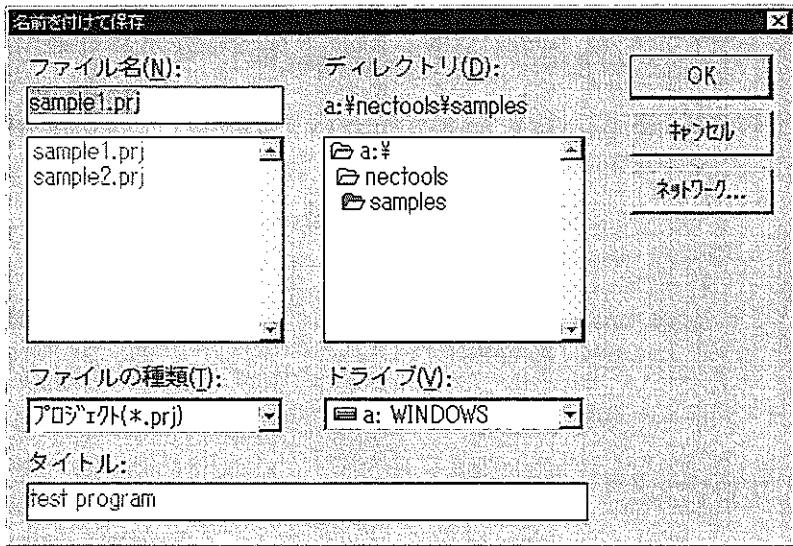 名前を付けて保存
ファイル名(N):
sample1.prj
sample1.prj
sample2.prj
ディレクトリ(D):
a:¥nectools¥samples
a:¥
nectools
samples
OK
ｷｬﾝｾﾙ
ﾈｯﾄﾜｰｸ...
ファイルの種類(T):
ﾌﾟﾛｼﾞｪｸﾄ(*.prj)
ドライブ(V):
a: WINDOWS
タイトル:
test program